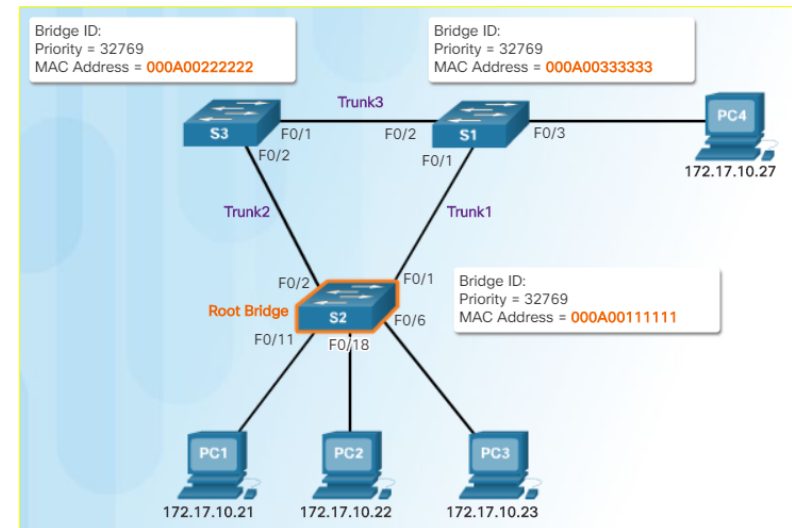 Bridge ID:
Priority = 32769
MAC Address = 000A00222222
Bridge ID:
Priority = 32769
MAC Address = 000A00333333
Trunk3
S3
F0/1
F0/2
S1
F0/3
PC4
F0/2
F0/1
172.17.10.27
Trunk2
Trunk1
F0/2
F0/1
Bridge ID:
Priority = 32769
MAC Address = 000A00111111
Root Bridge
S2
F0/6
F0/11
F0/18
PC1
PC2
PC3
172.17.10.21
172.17.10.22
172.17.10.23